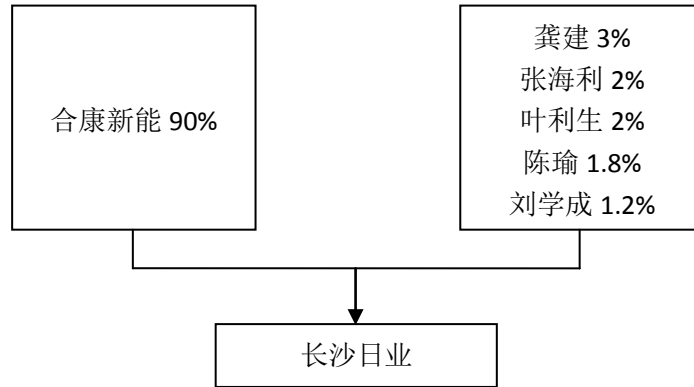 合康新能 90%
龚建 3%
张海利 2%
叶利生 2%
陈瑜 1.8%
刘学成 1.2%
长沙日业